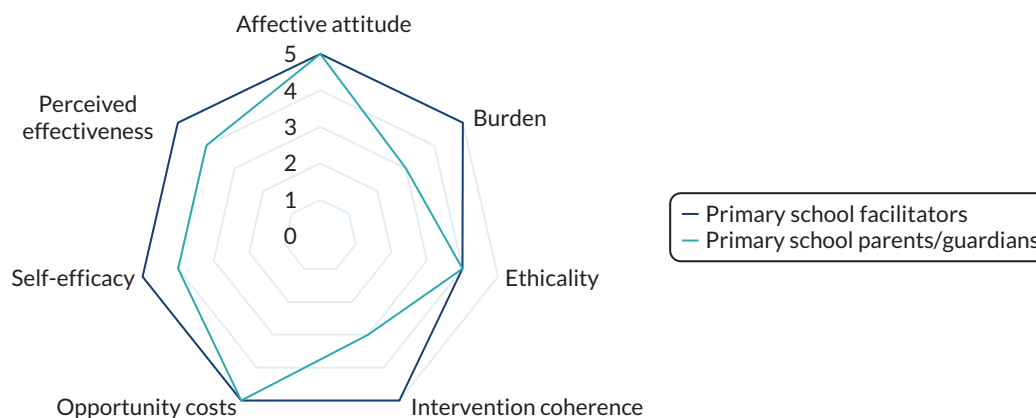 Affective attitude
5
4
3
2
1
0
Perceived
effectiveness
Burden
Self-efficacy
Ethicality
Opportunity costs
Intervention coherence
Primary school facilitators
Primary school parents/guardians